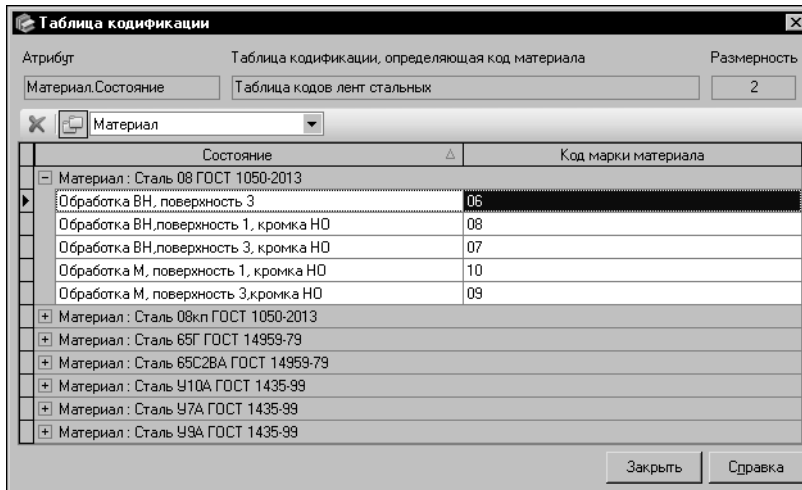 Таблица кодификации
Атрибут Таблица кодификации, определяющая код материала Размерность
Материал.Состояние Таблица кодов лент стальных 2
Материал
Состояние Код марки материала
Материал : Сталь 08 ГОСТ 1050-2013
Обработка ВН, поверхность 3 06
Обработка ВН,поверхность 1, кромка НО 08
Обработка ВН,поверхность 3, кромка НО 07
Обработка М, поверхность 1, кромка НО 10
Обработка М, поверхность 3,кромка НО 09
Материал : Сталь 08кп ГОСТ 1050-2013
Материал : Сталь 65Г ГОСТ 14959-79
Материал : Сталь 65С2ВА ГОСТ 14959-79
Материал : Сталь У10А ГОСТ 1435-99
Материал : Сталь У7А ГОСТ 1435-99
Материал : Сталь У9А ГОСТ 1435-99
Закрыть Справка